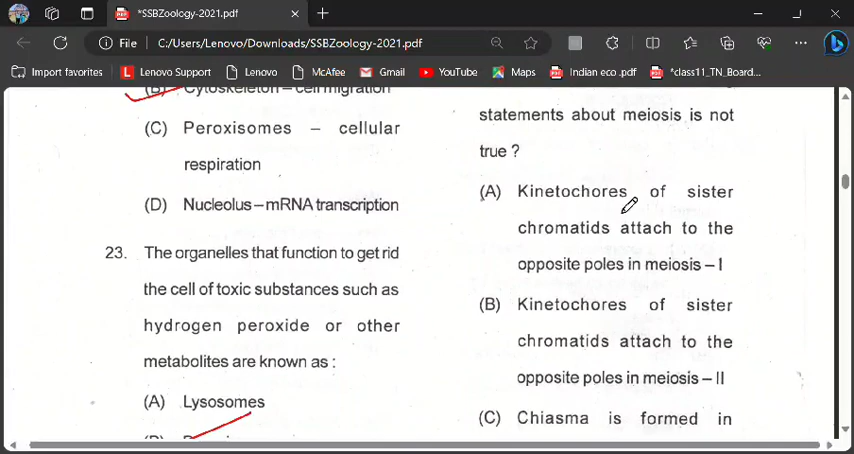 *SSBZoology-2021.pdf
File
C:/Users/Lenovo/Downloads/SSBZoology-2021.pdf
Import favorites
Lenovo Support
Lenovo
McAfee
Gmail
YouTube
Maps
Indian eco .pdf
*class11_TN_Board...
(B) Cytoskeleton – cell migration
(C) Peroxisomes – cellular
respiration
(D) Nucleolus – mRNA transcription
23. The organelles that function to get rid
the cell of toxic substances such as
hydrogen peroxide or other
metabolites are known as :
(A) Lysosomes
statements about meiosis is not
true ?
(A) Kinetochores of sister
chromatids attach to the
opposite poles in meiosis – I
(B) Kinetochores of sister
chromatids attach to the
opposite poles in meiosis – II
(C) Chiasma is formed in